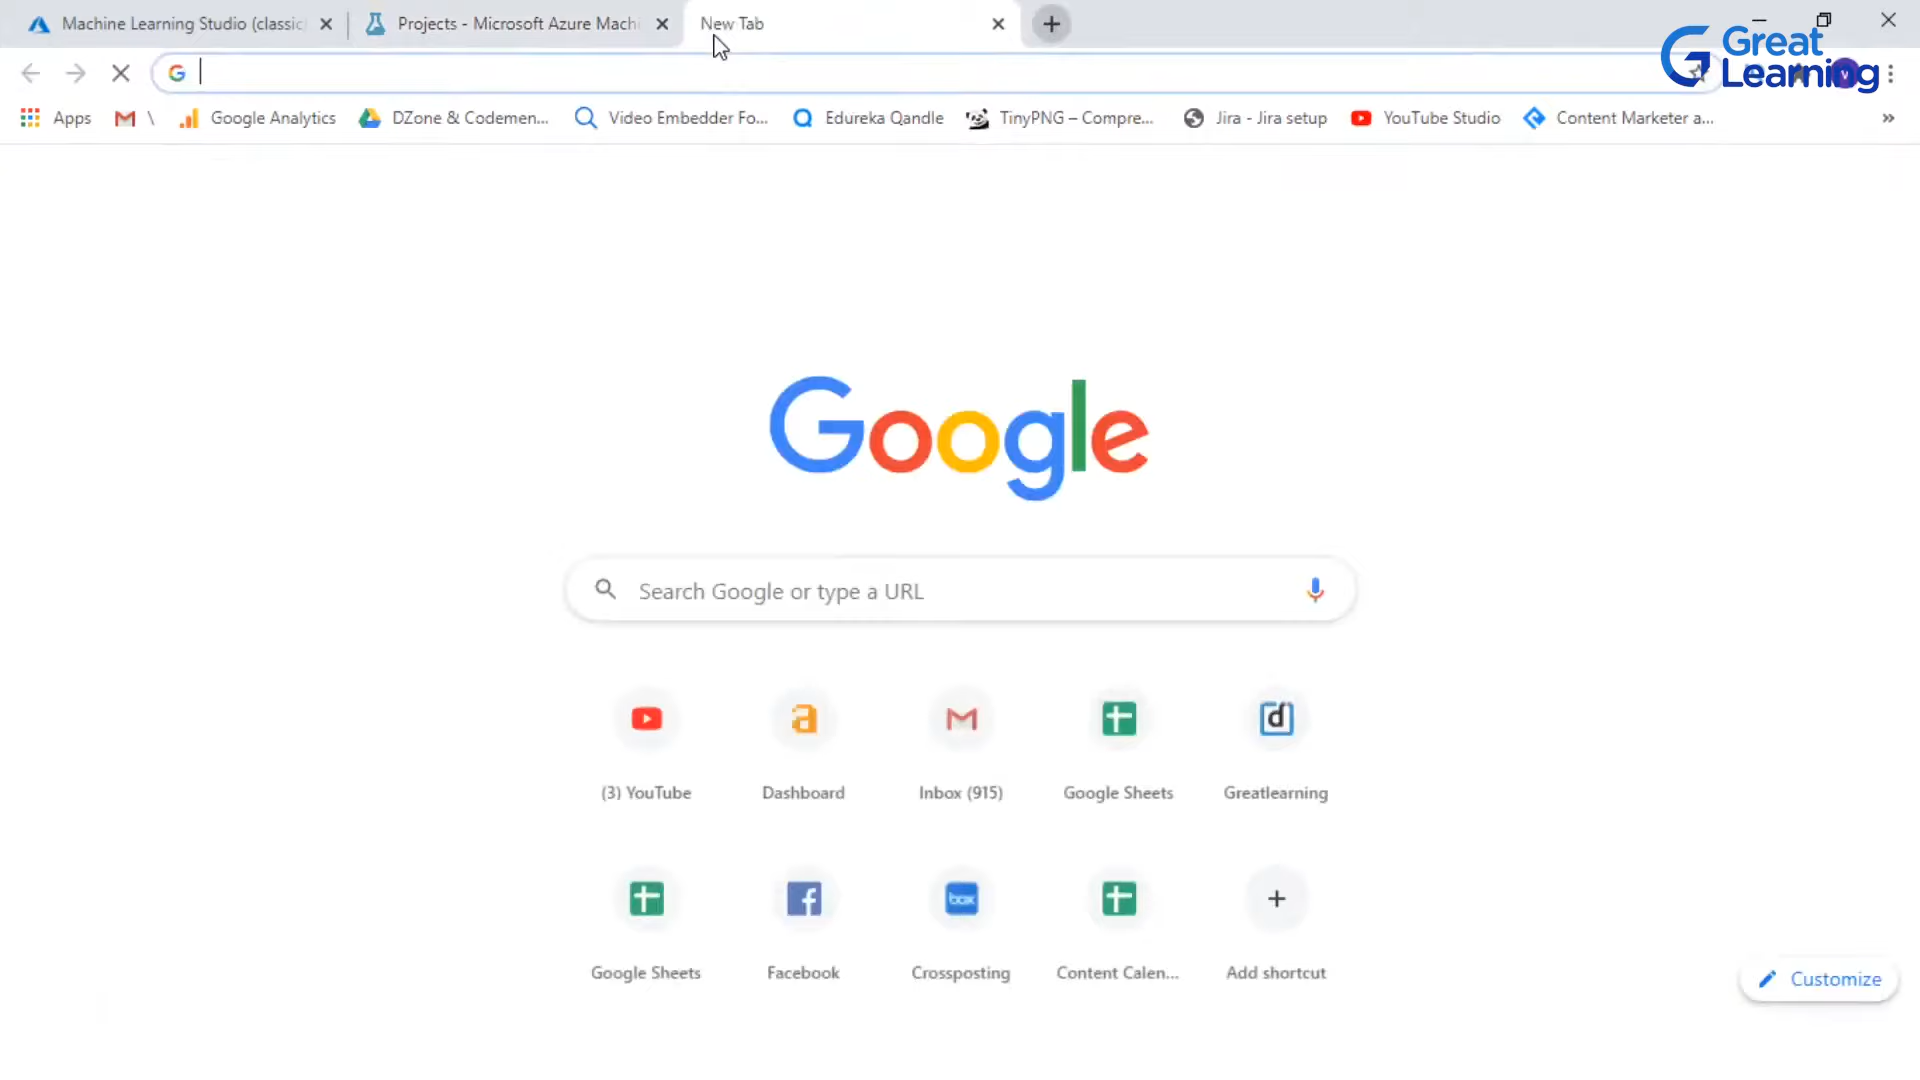 Machine Learning Studio (classic
Projects - Microsoft Azure Machi
New Tab
Great
Learning
V
Apps
\
Google Analytics
DZone & Codemen...
Video Embedder Fo...
Edureka Qandle
TinyPNG – Compre...
Jira - Jira setup
YouTube Studio
Content Marketer a...
»
Google
Search Google or type a URL
(3) YouTube
Dashboard
Inbox (915)
Google Sheets
Greatlearning
box
Google Sheets
Facebook
Crossposting
Content Calen...
Add shortcut
Customize